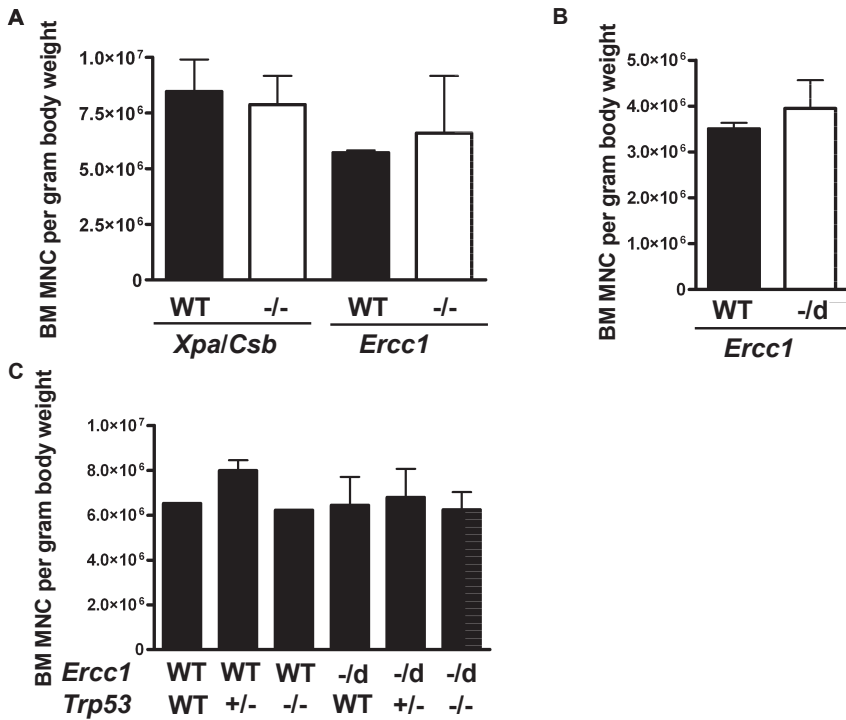 A
BM MNC per gram body weight
1.0×10⁷
7.5×10⁶
5.0×10⁶
2.5×10⁶
0
WT -/- WT -/-
Xpa/Csb Ercc1
B
BM MNC per gram body weight
5.0×10⁶
4.0×10⁶
3.0×10⁶
2.0×10⁶
1.0×10⁶
0
WT -/d
Ercc1
C
BM MNC per gram body weight
1.0×10⁷
8.0×10⁶
6.0×10⁶
4.0×10⁶
2.0×10⁶
0
Ercc1 WT WT WT -/d -/d -/d
Trp53 WT +/- -/- WT +/- -/-